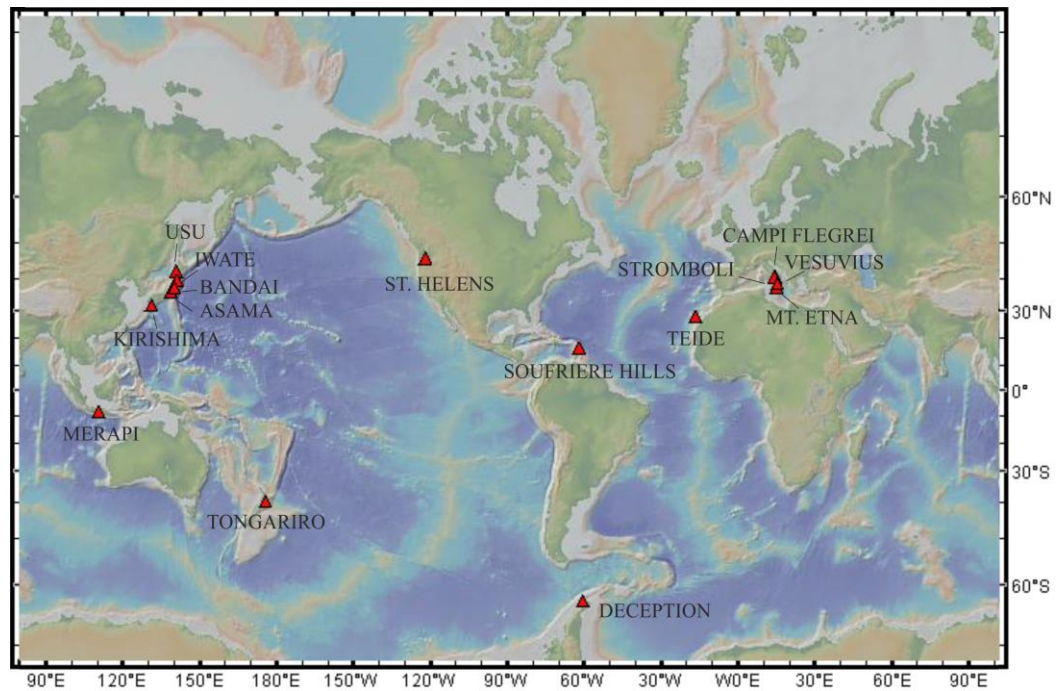 60°N
USU
CAMPI FLEGREI
IWATE
VESUVIUS
STROMBOLI
BANDAI
ST. HELENS
ASAMA
30°N
MT. ETNA
KIRISHIMA
TEIDE
SOUFRIERE HILLS
0°
MERAPI
30°S
TONGARIRO
60°S
DECEPTION
90°E 120°E 150°E 180°E 150°W 120°W 90°W 60°W 30°W W0°E 30°E 60°E 90°E